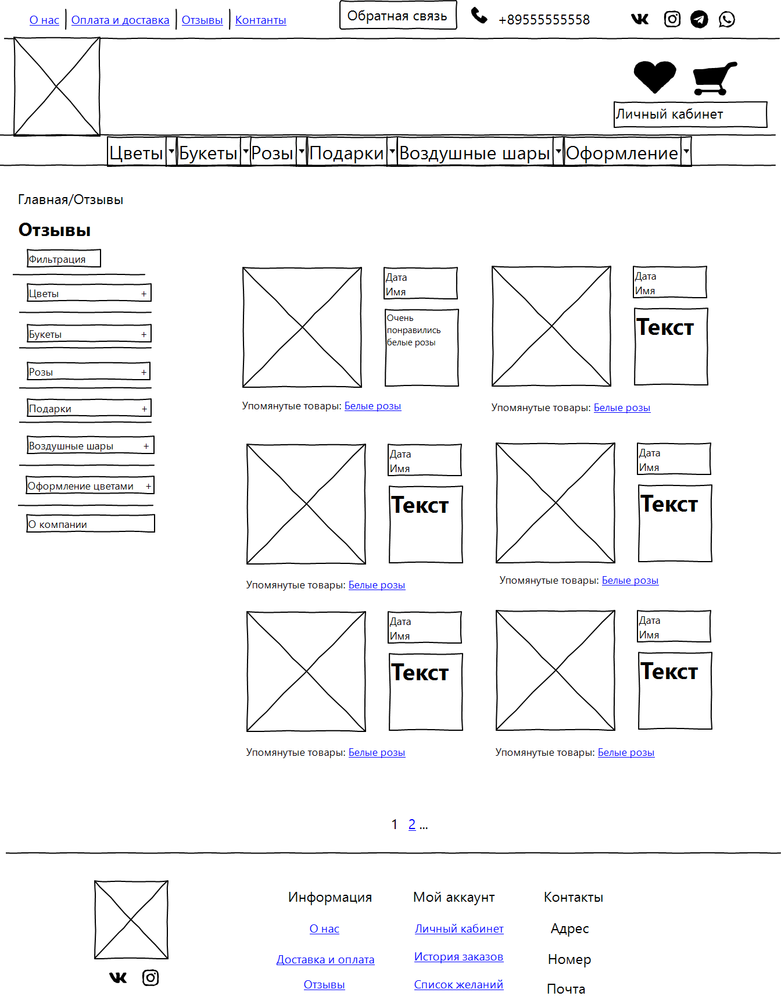 О нас Оплата и доставка Отзывы Контанты Обратная связь +89555555558
Личный кабинет
Цветы Букеты Розы Подарки Воздушные шары Оформление
Главная/Отзывы
Отзывы
Фильтрация
Цветы +
Букеты +
Розы +
Подарки +
Воздушные шары +
Оформление цветами +
О компании
Дата
Имя
Очень
понравились
белые розы
Упомянутые товары: Белые розы
Дата
Имя
Текст
Упомянутые товары: Белые розы
Дата
Имя
Текст
Упомянутые товары: Белые розы
Дата
Имя
Текст
Упомянутые товары: Белые розы
Дата
Имя
Текст
Упомянутые товары: Белые розы
Дата
Имя
Текст
Упомянутые товары: Белые розы
1 2 ...
Информация
О нас
Доставка и оплата
Отзывы
Мой аккаунт
Личный кабинет
История заказов
Список желаний
Контакты
Адрес
Номер
Почта